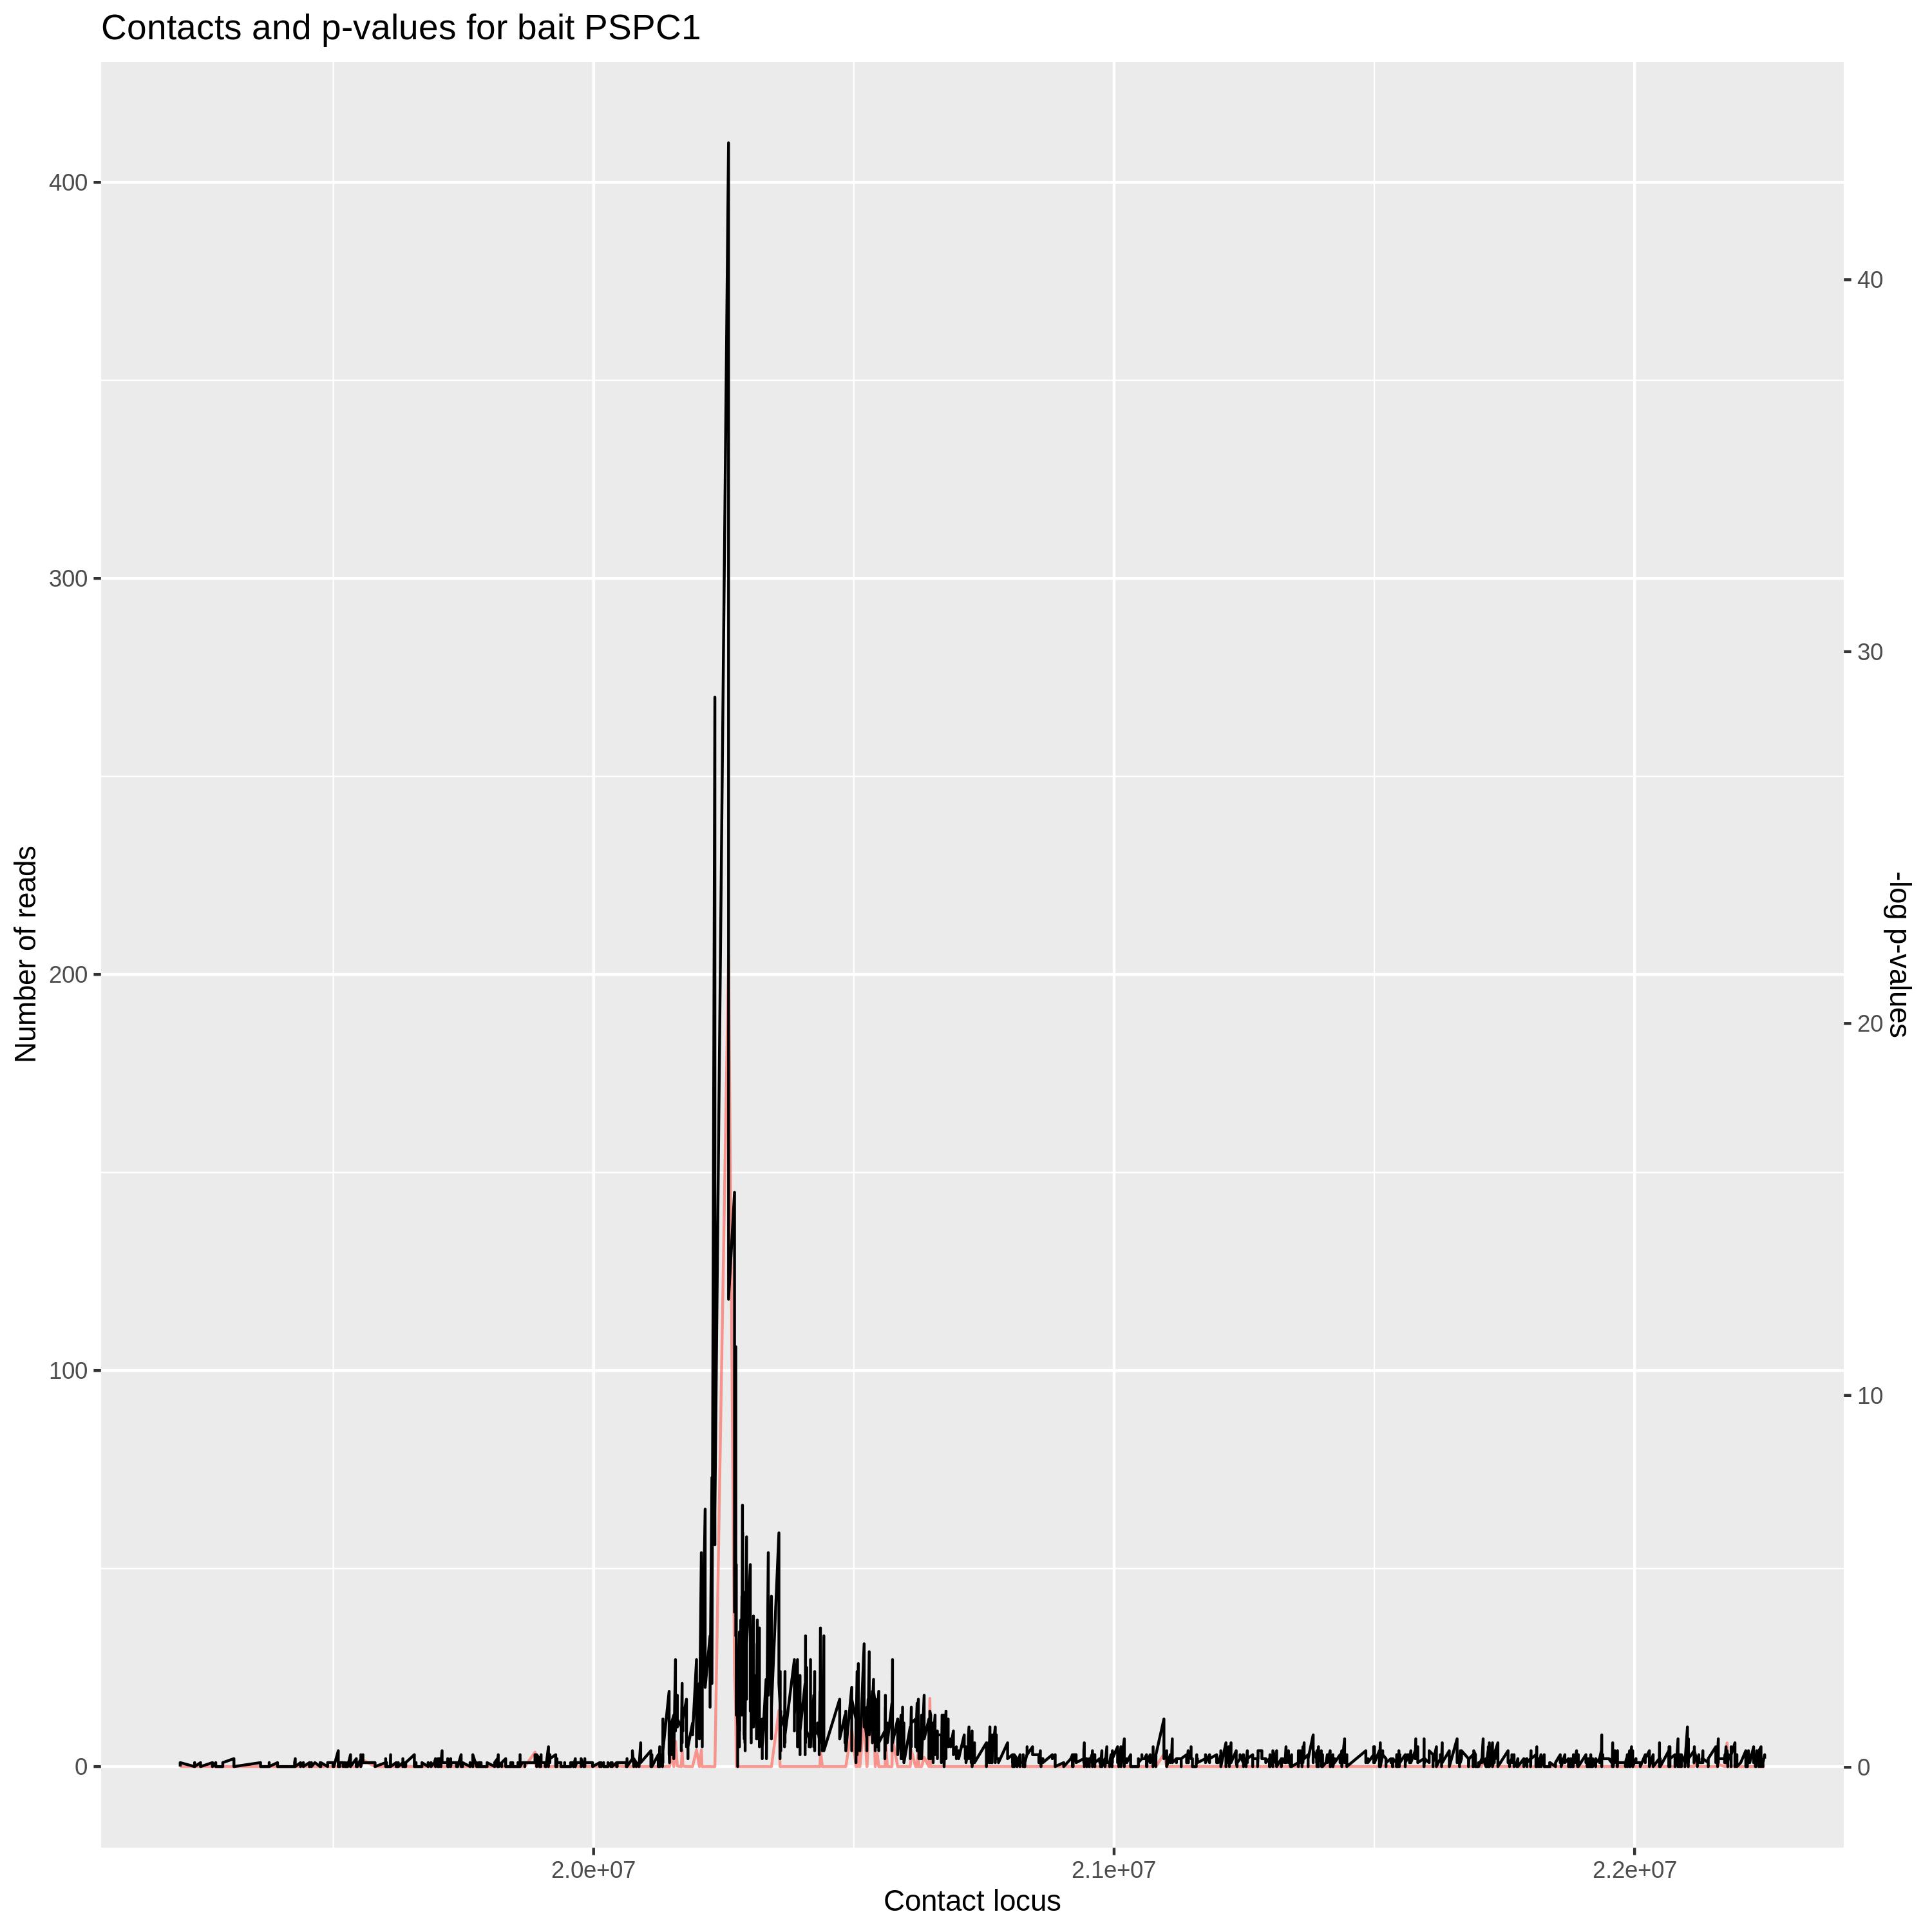 Contacts and p-values for bait PSPC1
400
300
200
100
0
Number of reads
40
30
20
10
0
-log p-values
2.0e+07
2.1e+07
2.2e+07
Contact locus